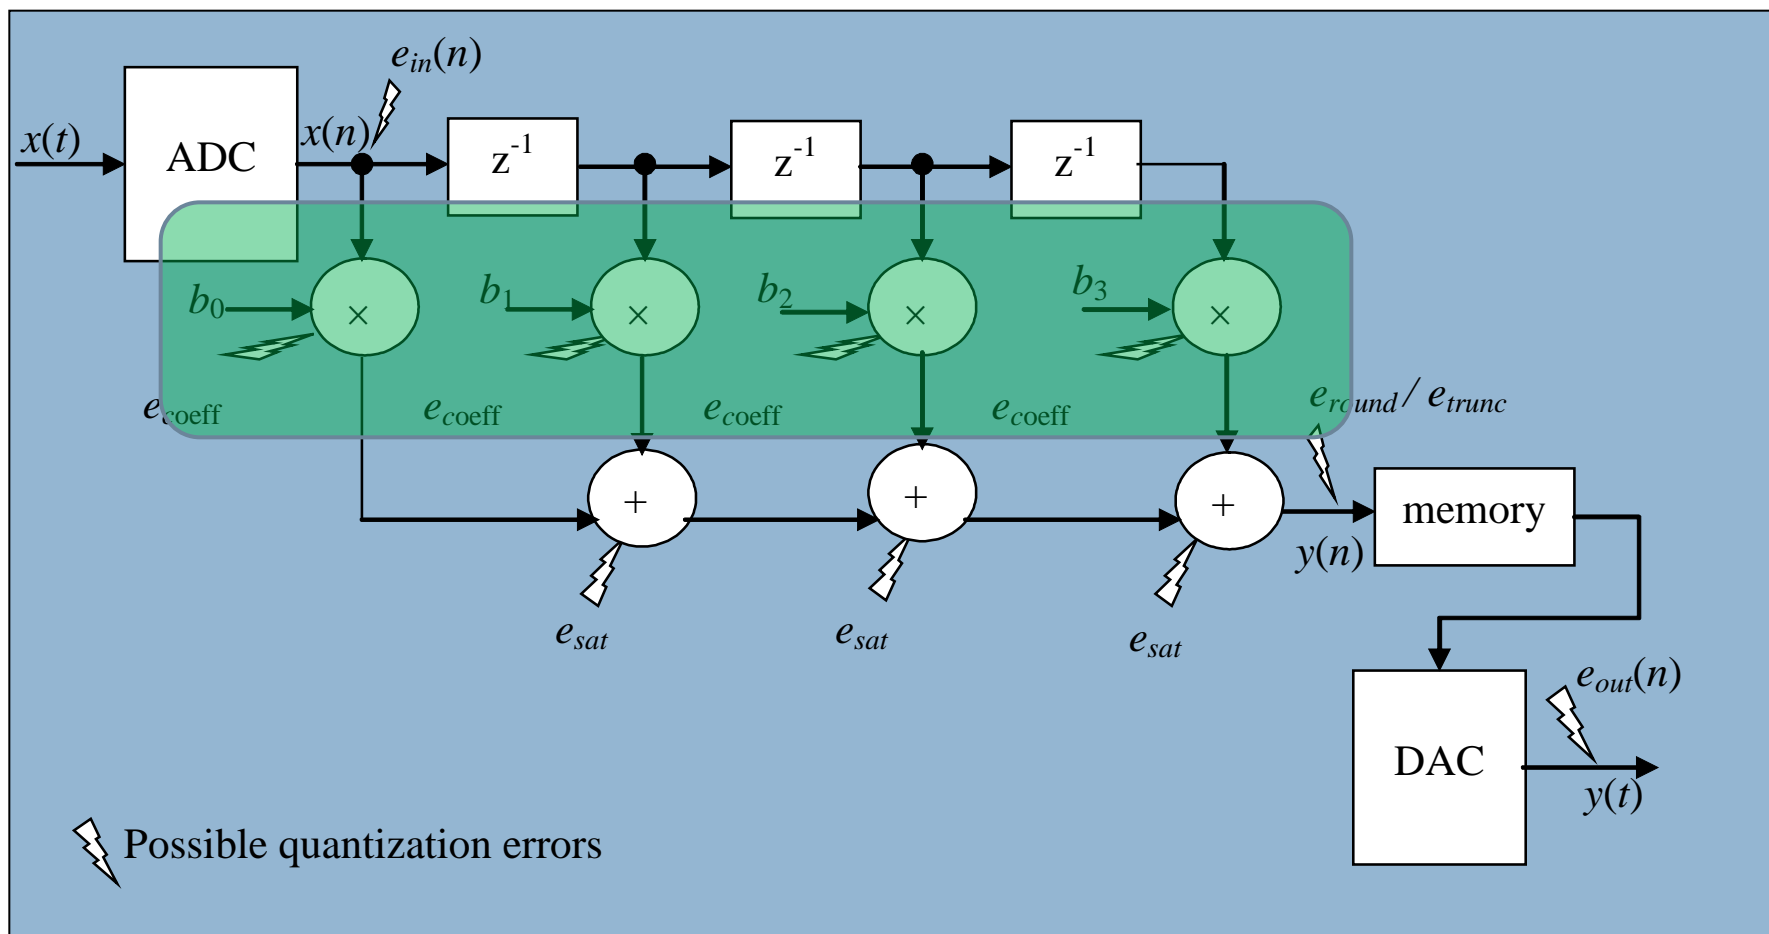 e_in(n)
x(t)
ADC
x(n)
z^-1
z^-1
z^-1
b_0
×
b_1
×
b_2
×
b_3
×
e_coeff
e_coeff
e_coeff
e_coeff
e_round / e_trunc
+
+
+
memory
y(n)
e_sat
e_sat
e_sat
e_out(n)
DAC
y(t)
Possible quantization errors